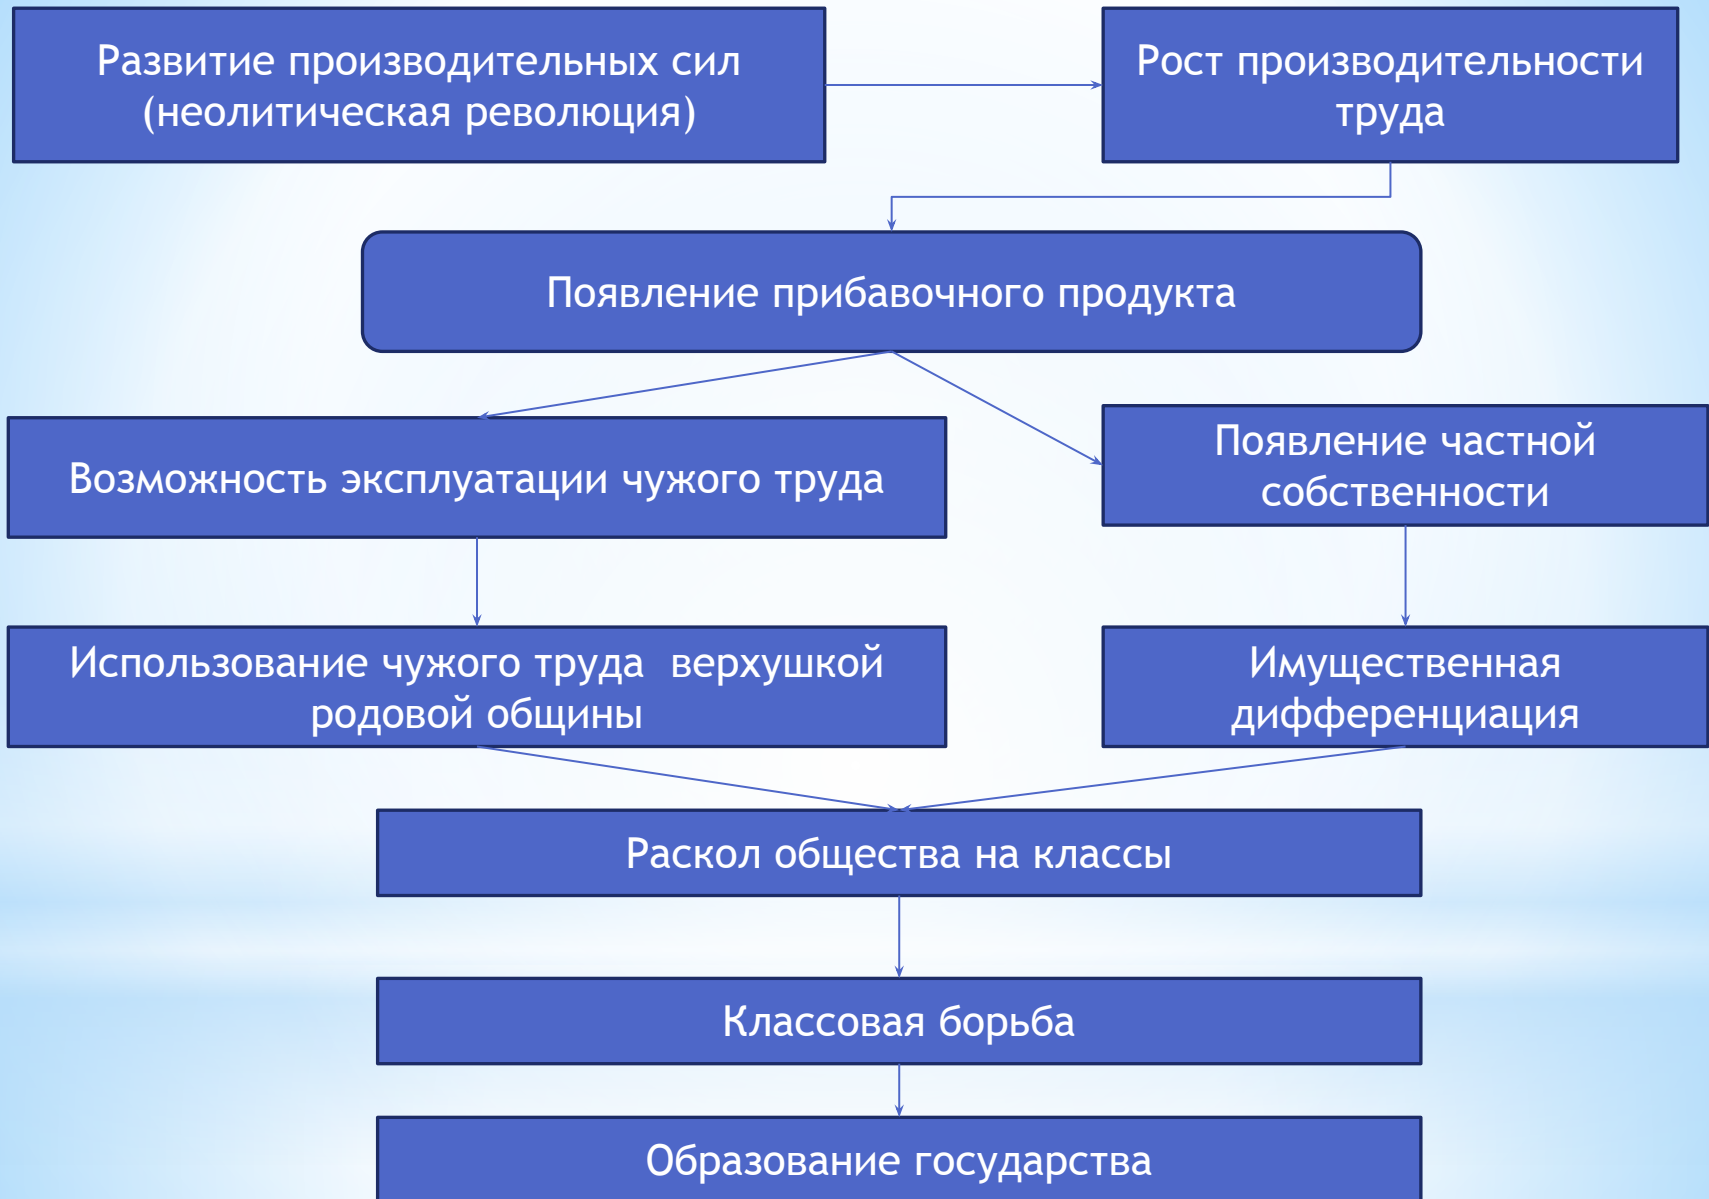 Развитие производительных сил
(неолитическая революция)
Рост производительности
труда
Появление прибавочного продукта
Возможность эксплуатации чужого труда
Появление частной
собственности
Использование чужого труда  верхушкой
родовой общины
Имущественная
дифференциация
Раскол общества на классы
Классовая борьба
Образование государства